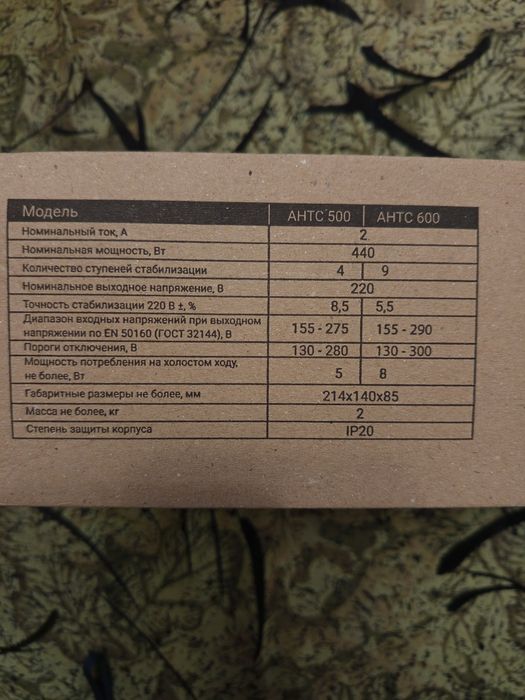 Модель АНТС 500 АНТС 600
Номинальный ток, А 2
Номинальная мощность, Вт 440
Количество ступеней стабилизации 4 9
Номинальное выходное напряжение, В 220
Точность стабилизации 220 В ±, % 8,5 5,5
Диапазон входных напряжений при выходном
напряжении по EN 50160 (ГОСТ 32144), В 155 - 275 155 - 290
Пороги отключения, В 130 - 280 130 - 300
Мощность потребления на холостом ходу,
не более, Вт 5 8
Габаритные размеры не более, мм 214х140х85
Масса не более, кг 2
Степень защиты корпуса IP20